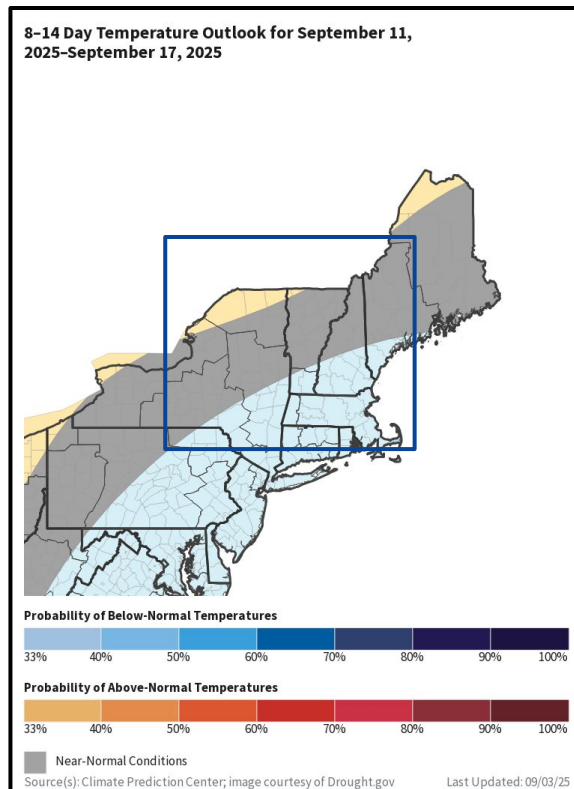 8–14 Day Temperature Outlook for September 11,
2025–September 17, 2025
Probability of Below-Normal Temperatures
33% 40% 50% 60% 70% 80% 90% 100%
Probability of Above-Normal Temperatures
33% 40% 50% 60% 70% 80% 90% 100%
Near-Normal Conditions
Source(s): Climate Prediction Center; image courtesy of Drought.gov Last Updated: 09/03/25